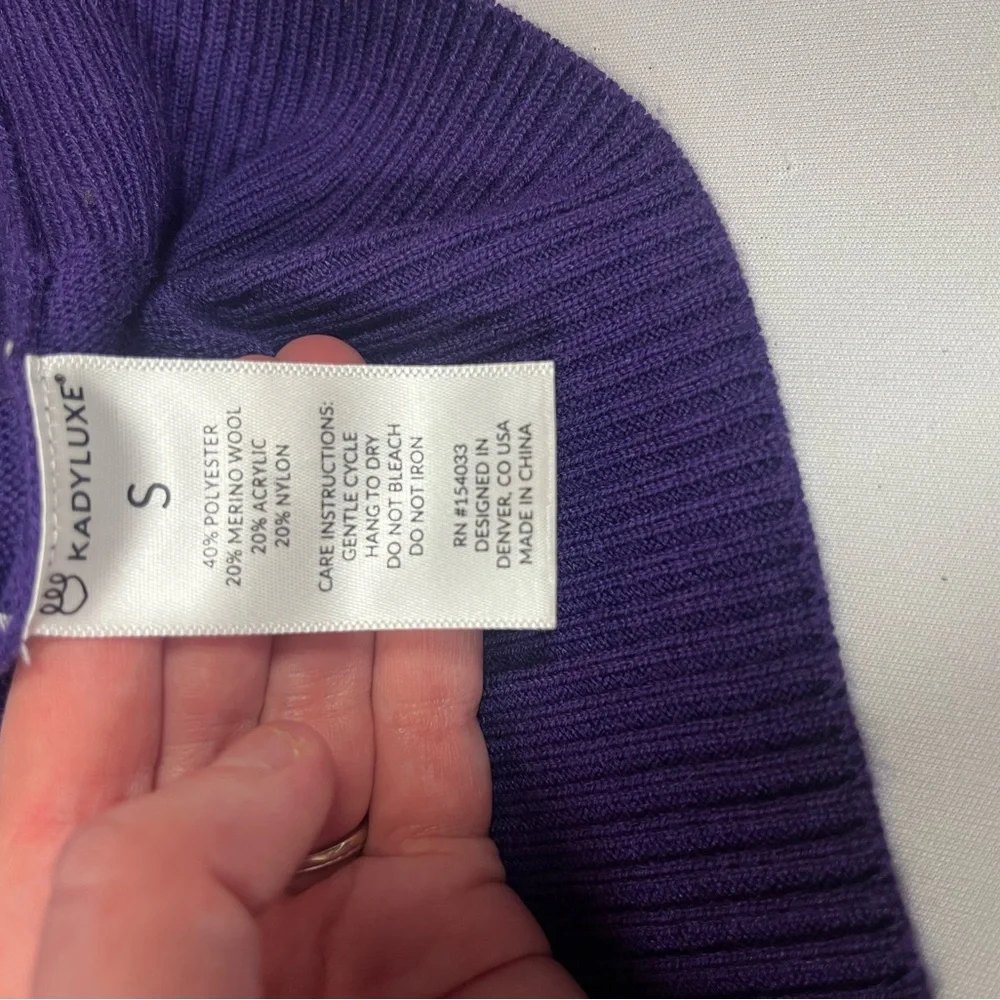 KADYLUXE®
S
40% POLYESTER
20% MERINO WOOL
20% ACRYLIC
20% NYLON
CARE INSTRUCTIONS:
GENTLE CYCLE
HANG TO DRY
DO NOT BLEACH
DO NOT IRON
RN #154033
DESIGNED IN
DENVER, CO USA
MADE IN CHINA